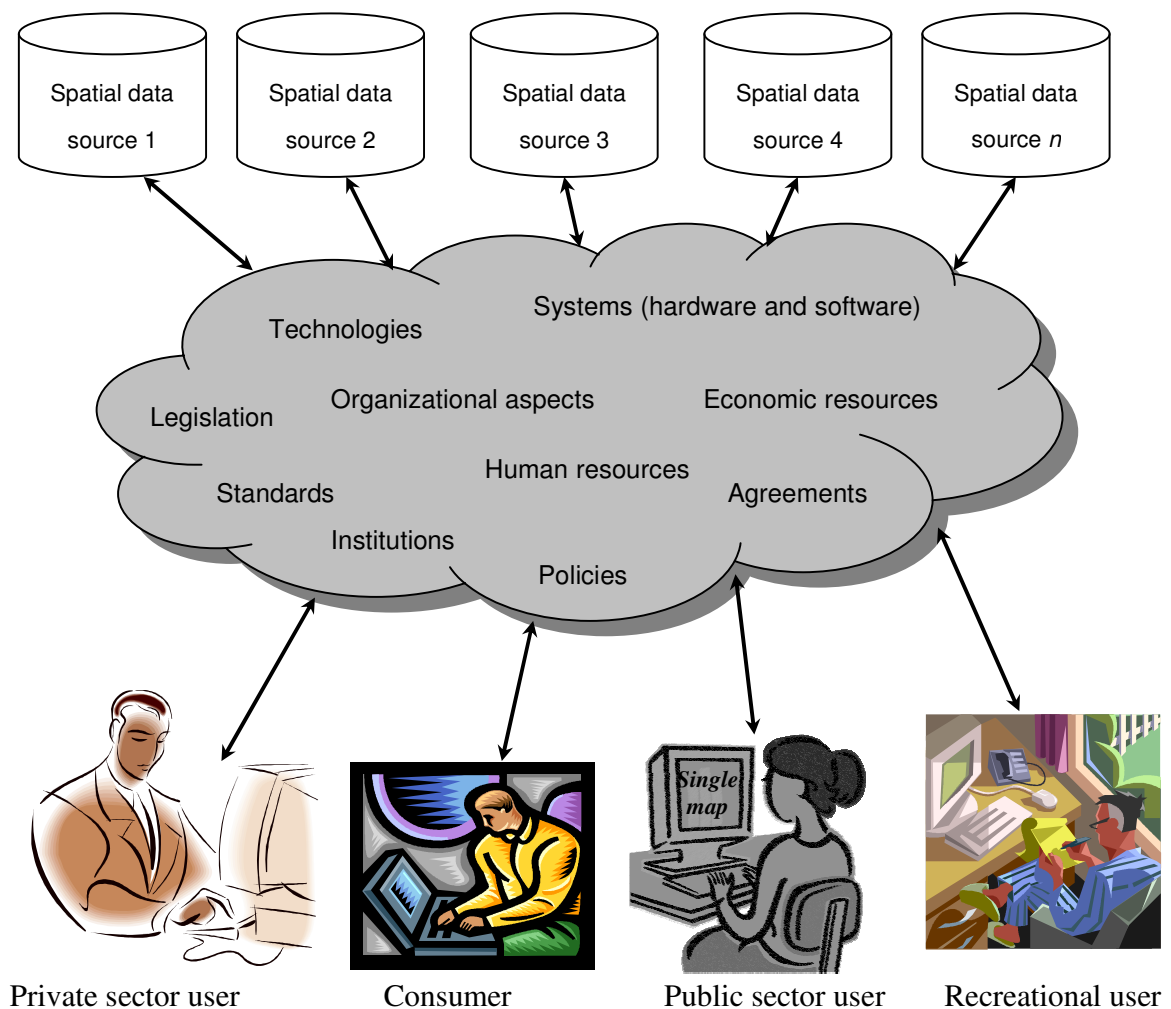 Spatial data
source 1
Spatial data
source 2
Spatial data
source 3
Spatial data
source 4
Spatial data
source n
Systems (hardware and software)
Technologies
Organizational aspects
Economic resources
Legislation
Human resources
Standards
Agreements
Institutions
Policies
Single
map
Private sector user
Consumer
Public sector user
Recreational user